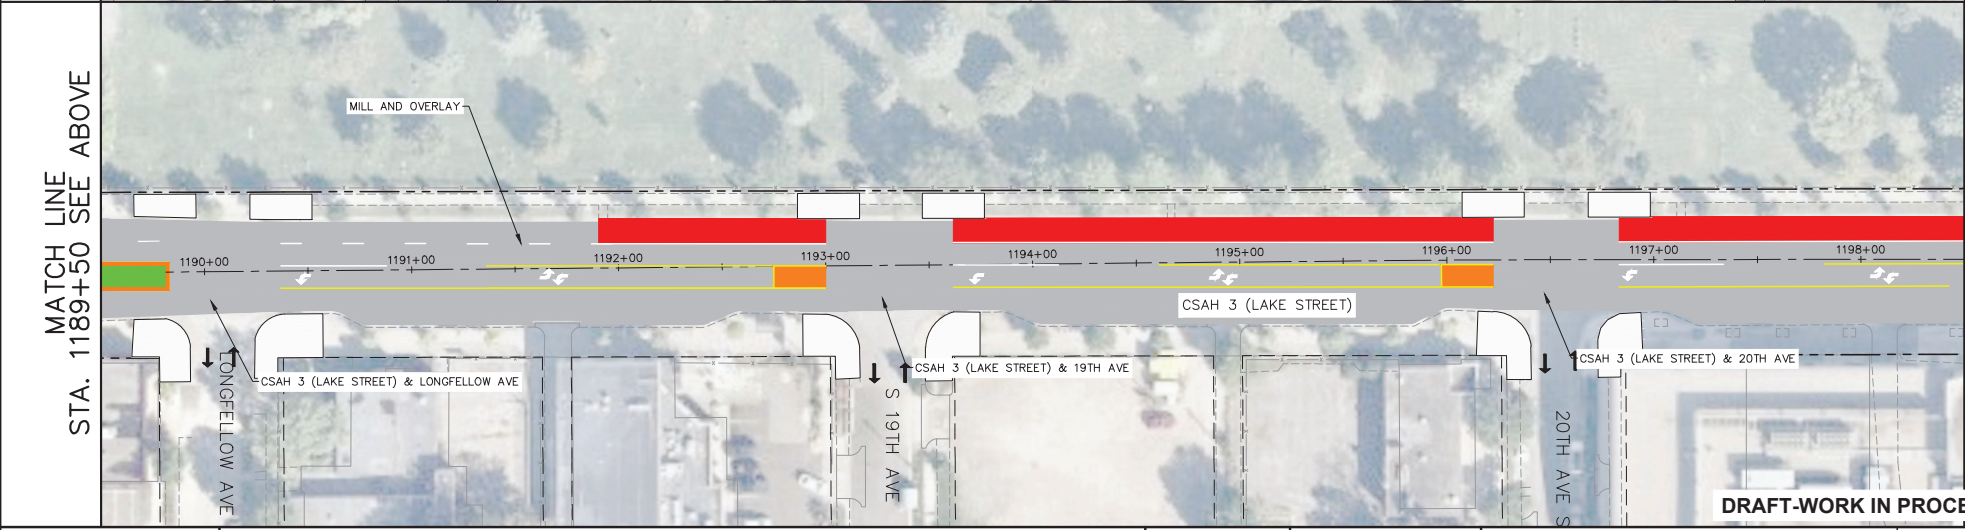 MATCH LINE
STA. 1189+50 SEE ABOVE
MILL AND OVERLAY
1190+00
1191+00
1192+00
1193+00
1194+00
1195+00
1196+00
1197+00
1198+00
CSAH 3 (LAKE STREET)
CSAH 3 (LAKE STREET) & LONGFELLOW AVE
CSAH 3 (LAKE STREET) & 19TH AVE
CSAH 3 (LAKE STREET) & 20TH AVE
LONGFELLOW AVE
S 19TH AVE
20TH AVE S
DRAFT-WORK IN PROCE